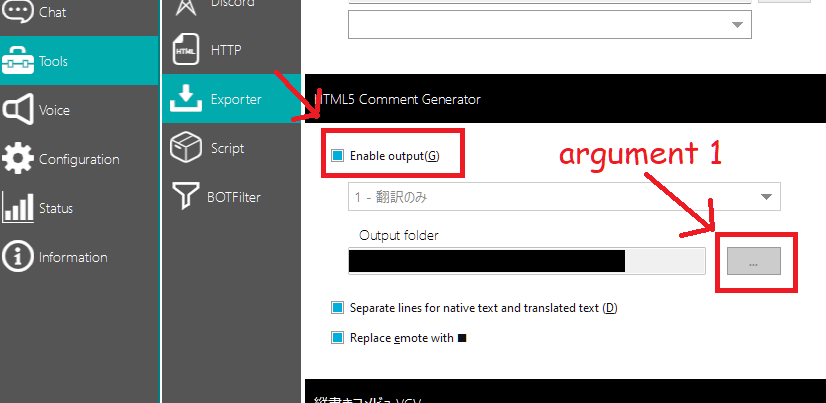 Chat
Tools
Voice
Configuration
Status
Information
Discord
HTML
HTTP
Exporter
Script
BOTFilter
HTML5 Comment Generator
Enable output(G)
argument 1
1 - 翻訳のみ
Output folder
...
Separate lines for native text and translated text (D)
Replace emote with ■